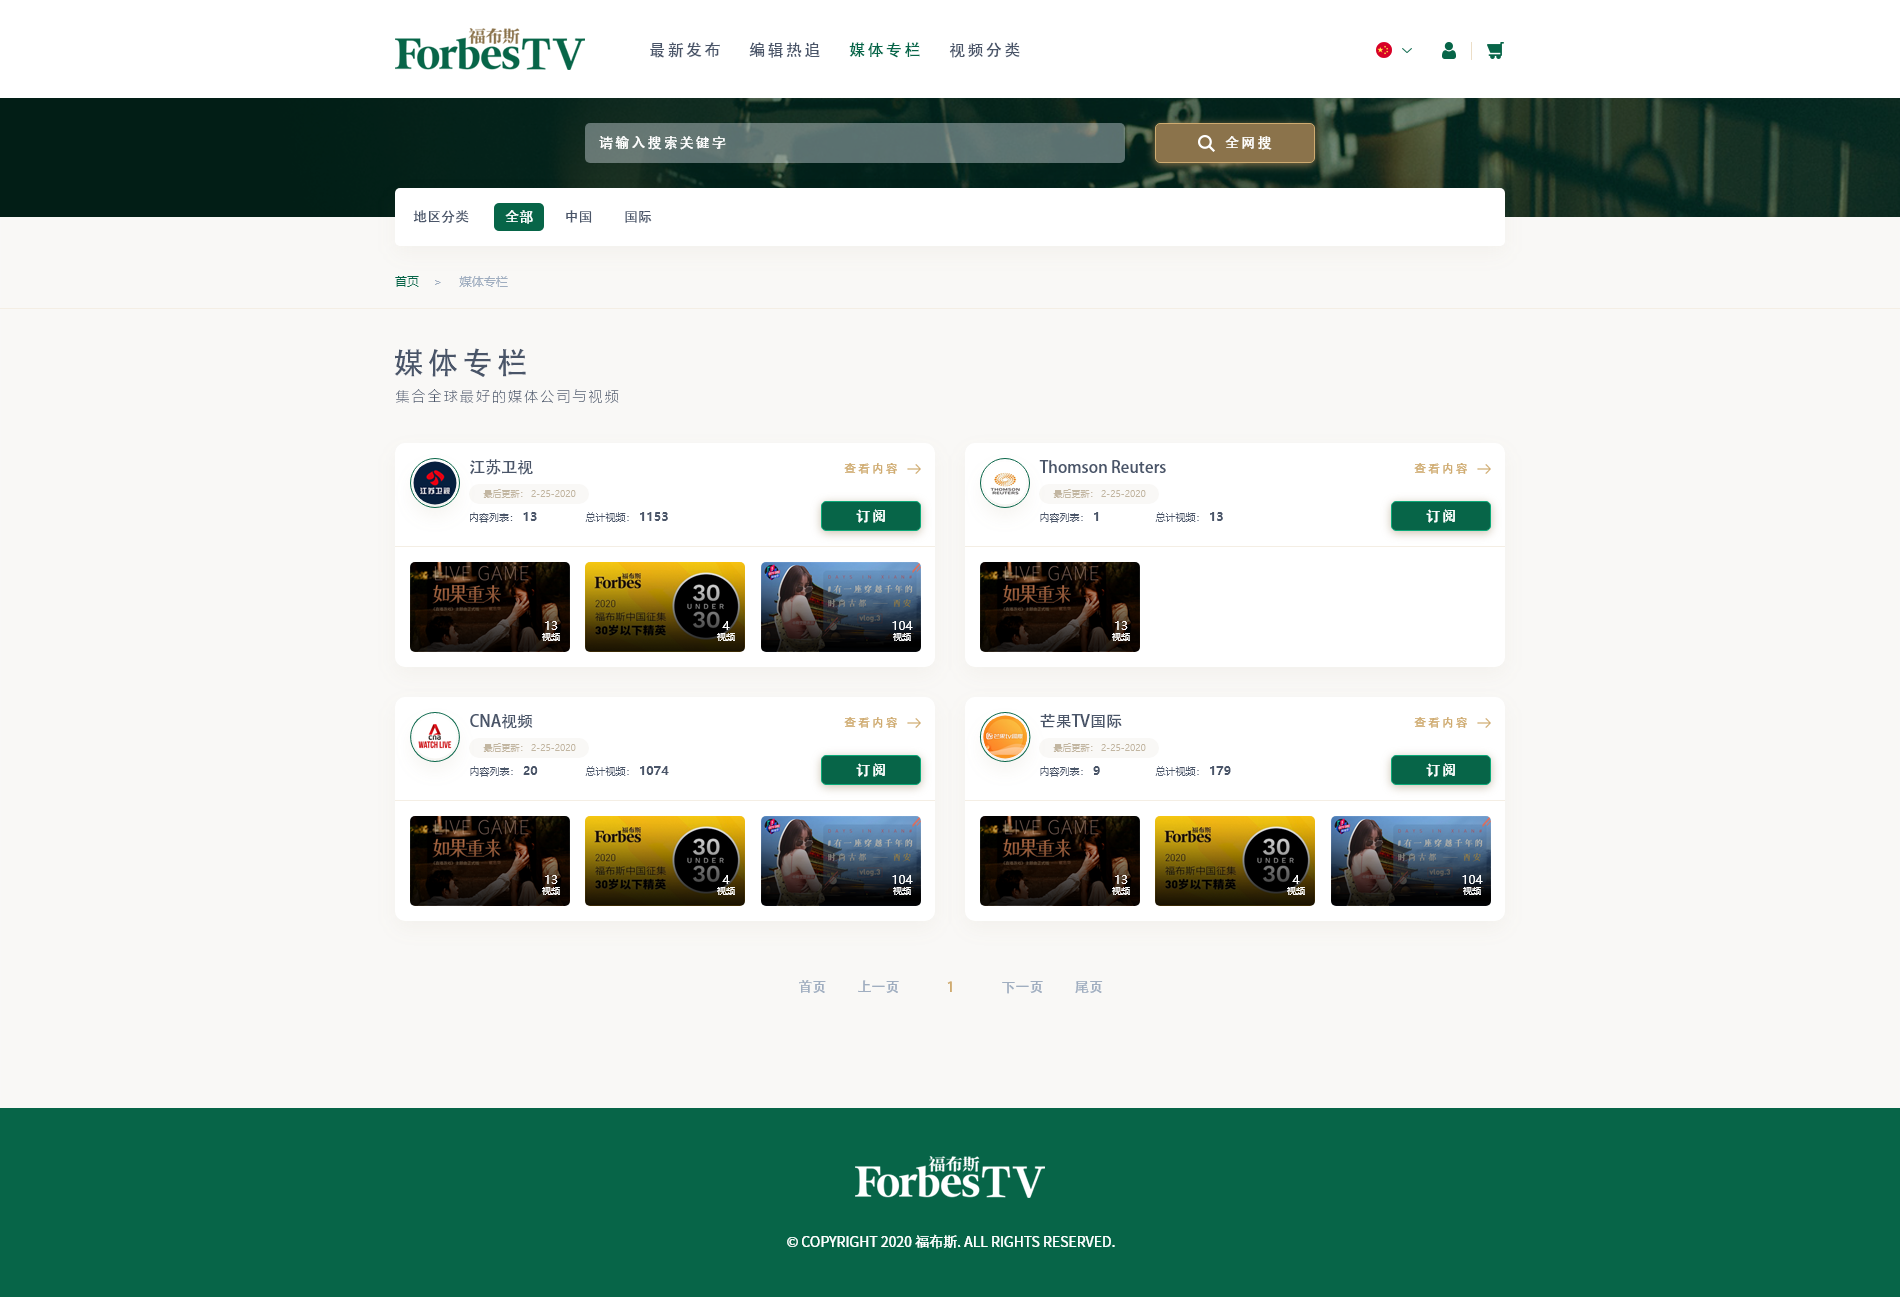 福布斯
ForbesTV
最新发布 编辑热追 媒体专栏 视频分类
请输入搜索关键字
全网搜
地区分类 全部 中国 国际
首页 > 媒体专栏
媒体专栏
集合全球最好的媒体公司与视频
江苏卫视
江苏卫视
查看内容
最后更新: 2-25-2020
内容列表: 13 总计视频: 1153
订阅
LIVE GAME
如果重来
13
视频
福布斯
Forbes
2020
福布斯中国征集
30岁以下精英
30
UNDER
30
4
视频
在一座穿越千年的
时尚古都 —— 西安
vlog.3
104
视频
THOMSON
REUTERS
Thomson Reuters
查看内容
最后更新: 2-25-2020
内容列表: 1 总计视频: 13
订阅
LIVE GAME
如果重来
13
视频
cna
WATCH LIVE
CNA视频
查看内容
最后更新: 2-25-2020
内容列表: 20 总计视频: 1074
订阅
LIVE GAME
如果重来
13
视频
福布斯
Forbes
2020
福布斯中国征集
30岁以下精英
30
UNDER
30
4
视频
在一座穿越千年的
时尚古都 —— 西安
vlog.3
104
视频
芒果TV国际
芒果TV国际
查看内容
最后更新: 2-25-2020
内容列表: 9 总计视频: 179
订阅
LIVE GAME
如果重来
13
视频
福布斯
Forbes
2020
福布斯中国征集
30岁以下精英
30
UNDER
30
4
视频
在一座穿越千年的
时尚古都 —— 西安
vlog.3
104
视频
首页 上一页 1 下一页 尾页
福布斯
ForbesTV
© COPYRIGHT 2020 福布斯. ALL RIGHTS RESERVED.